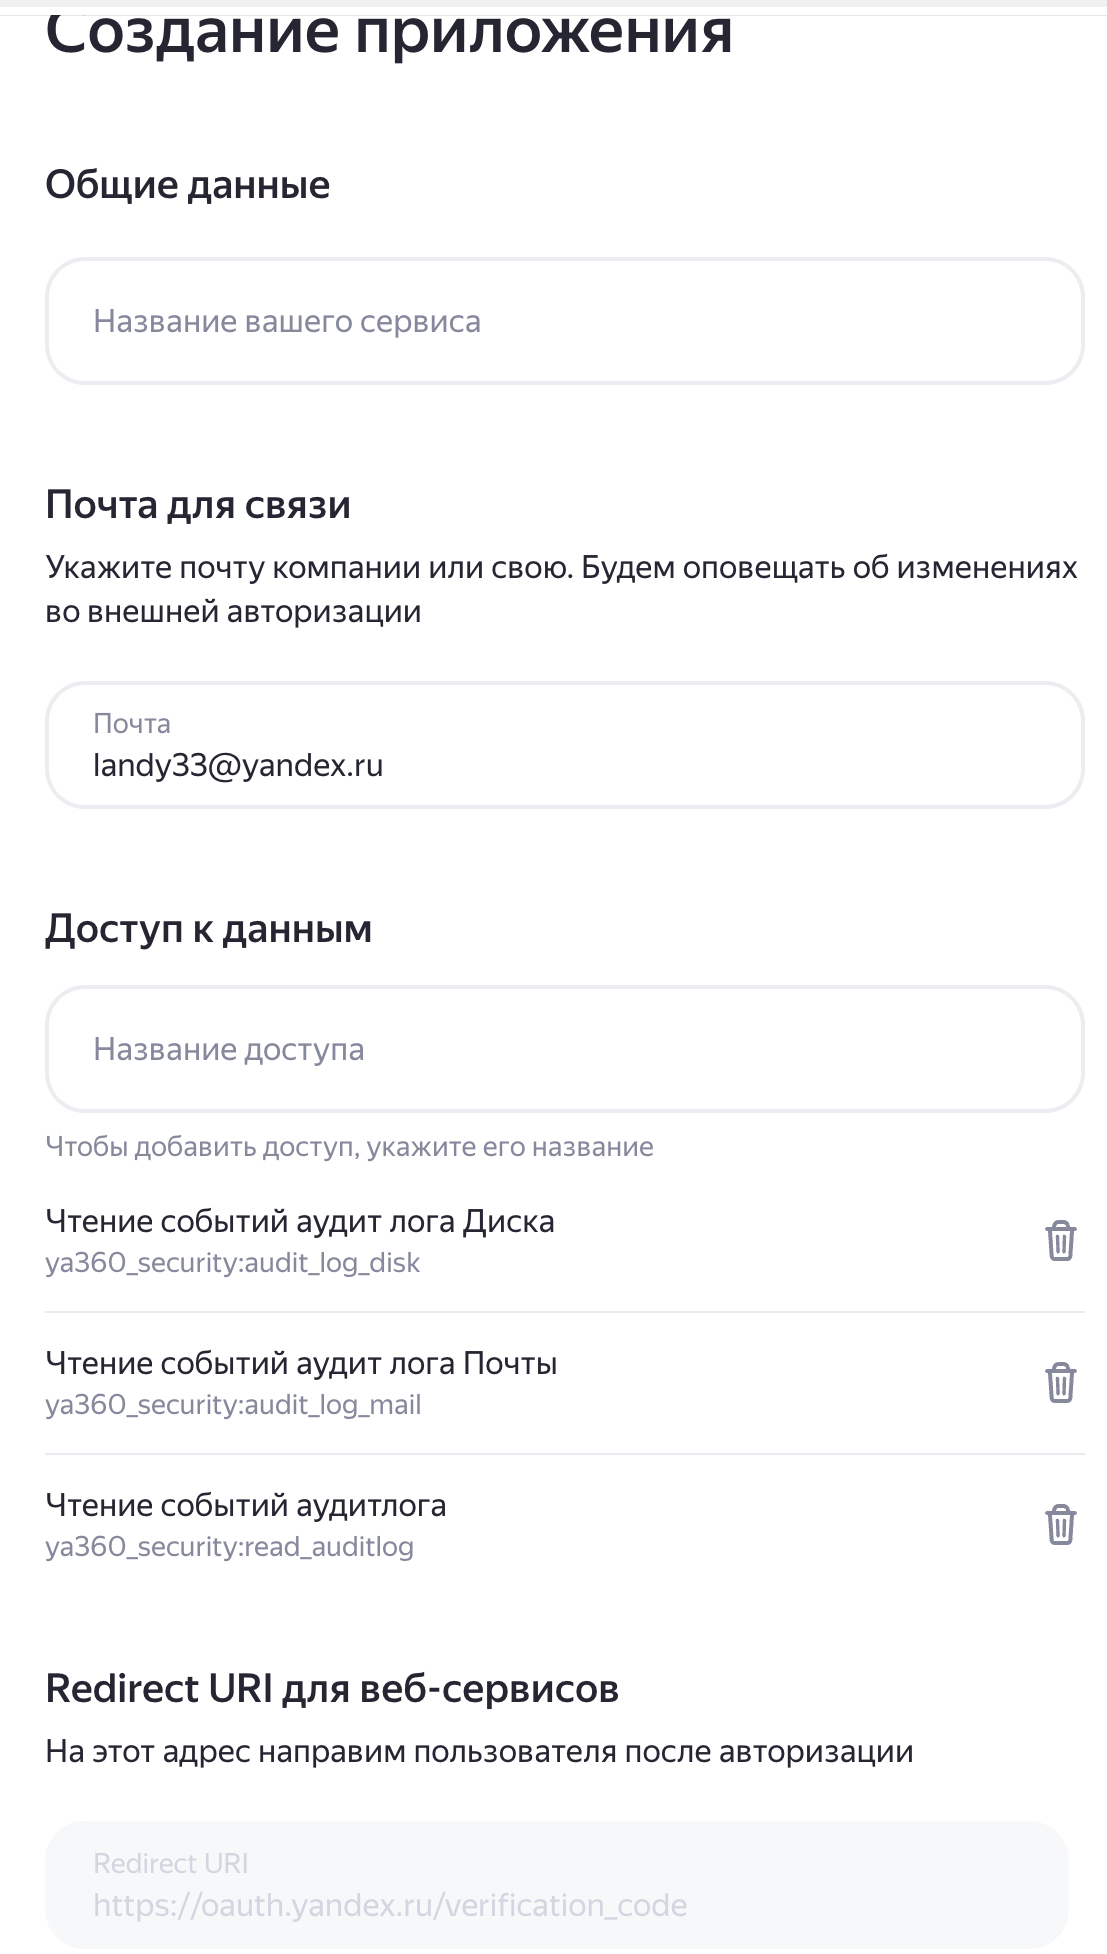 Создание приложения
Общие данные
Название вашего сервиса
Почта для связи
Укажите почту компании или свою. Будем оповещать об изменениях
во внешней авторизации
Почта
landy33@yandex.ru
Доступ к данным
Название доступа
Чтобы добавить доступ, укажите его название
Чтение событий аудит лога Диска
ya360_security:audit_log_disk
Чтение событий аудит лога Почты
ya360_security:audit_log_mail
Чтение событий аудитлога
ya360_security:read_auditlog
Redirect URI для веб-сервисов
На этот адрес направим пользователя после авторизации
Redirect URI
https://oauth.yandex.ru/verification_code